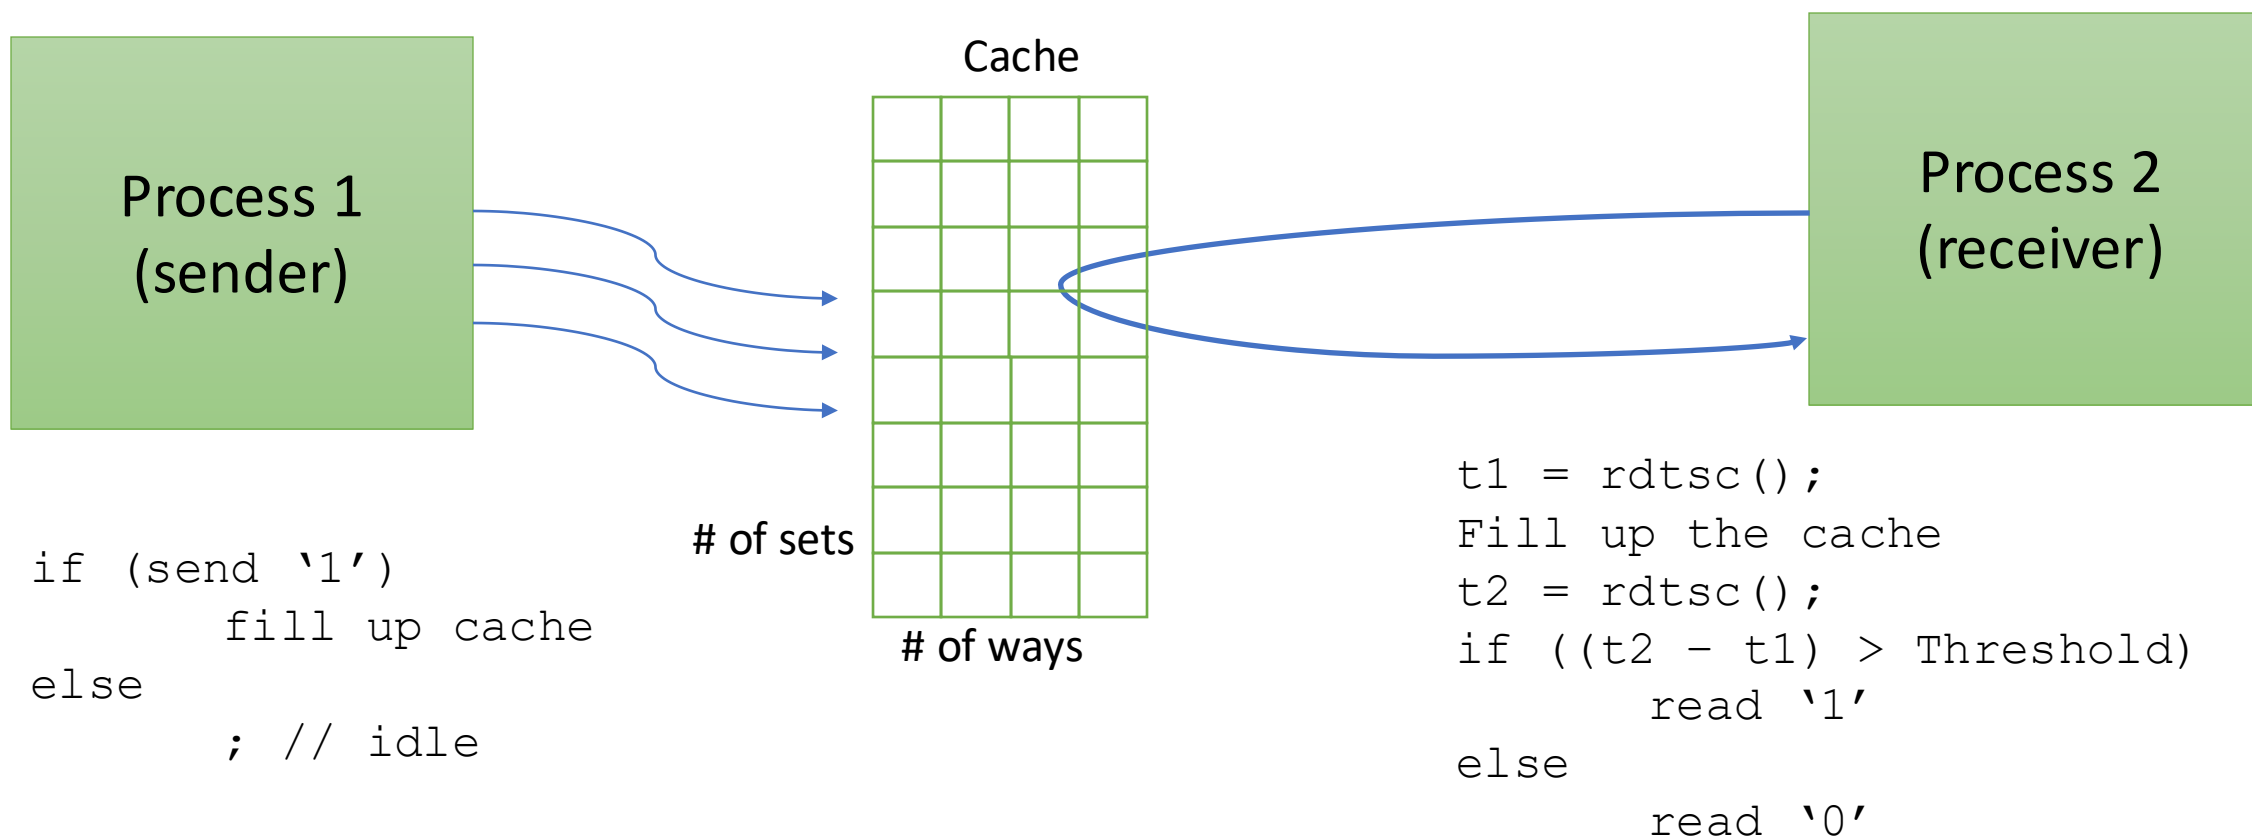 Process 1
(sender)
Cache
Process 2
(receiver)
# of sets
# of ways
if (send ‘1’)
fill up cache
else
; // idle
t1 = rdtsc();
Fill up the cache
t2 = rdtsc();
if ((t2 – t1) > Threshold)
read ‘1’
else
read ‘0’